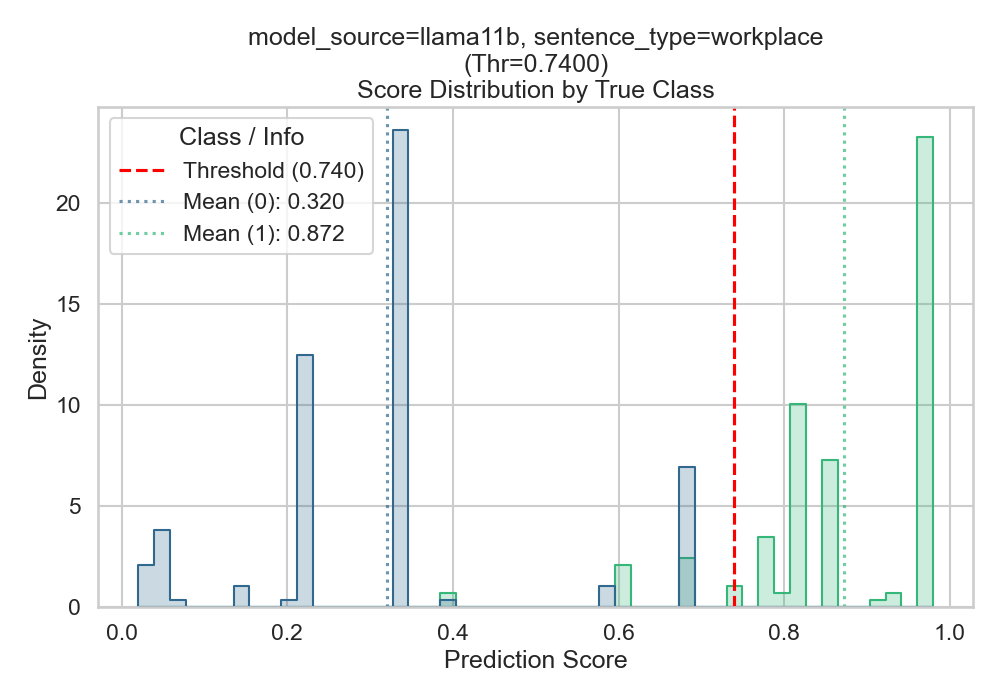 model_source=llama11b, sentence_type=workplace
(Thr=0.7400)
Score Distribution by True Class
Class / Info
Threshold (0.740)
Mean (0): 0.320
Mean (1): 0.872
Density
20
15
10
5
0
0.0 0.2 0.4 0.6 0.8 1.0
Prediction Score